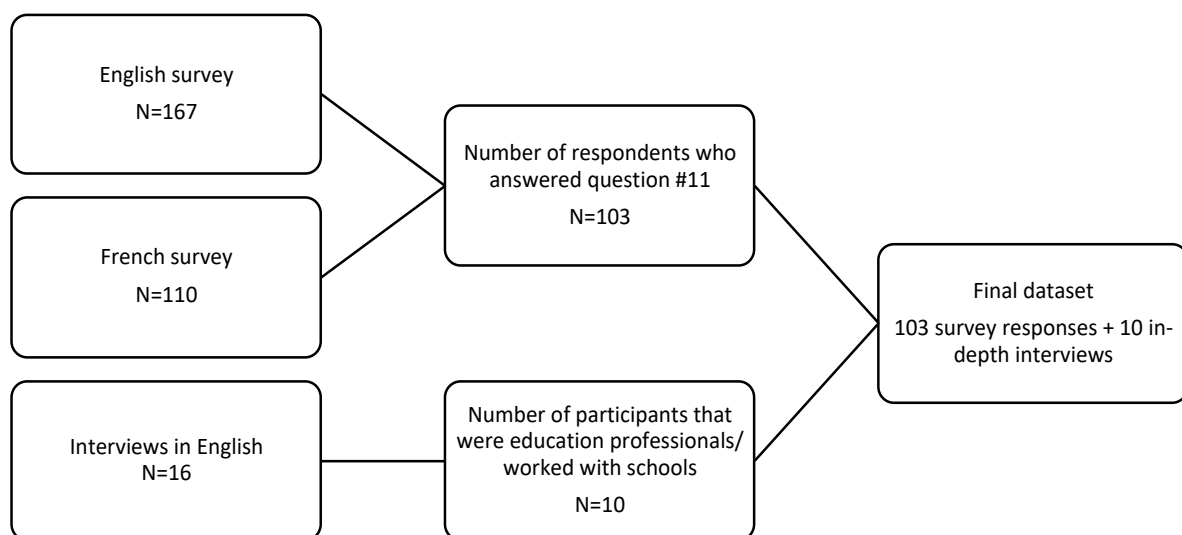 English survey
N=167
French survey
N=110
Interviews in English
N=16
Number of respondents who
answered question #11
N=103
Number of participants that
were education professionals/
worked with schools
N=10
Final dataset
103 survey responses + 10 in-
depth interviews